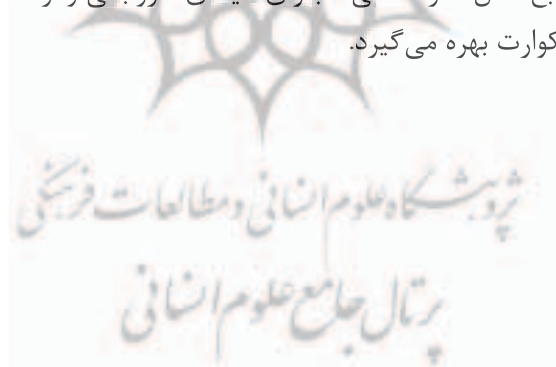 کوارت بهره می‌گیرد.
پژوهشگاه علوم انسانی و مطالعات فرهنگی
پرتال جامع علوم انسانی